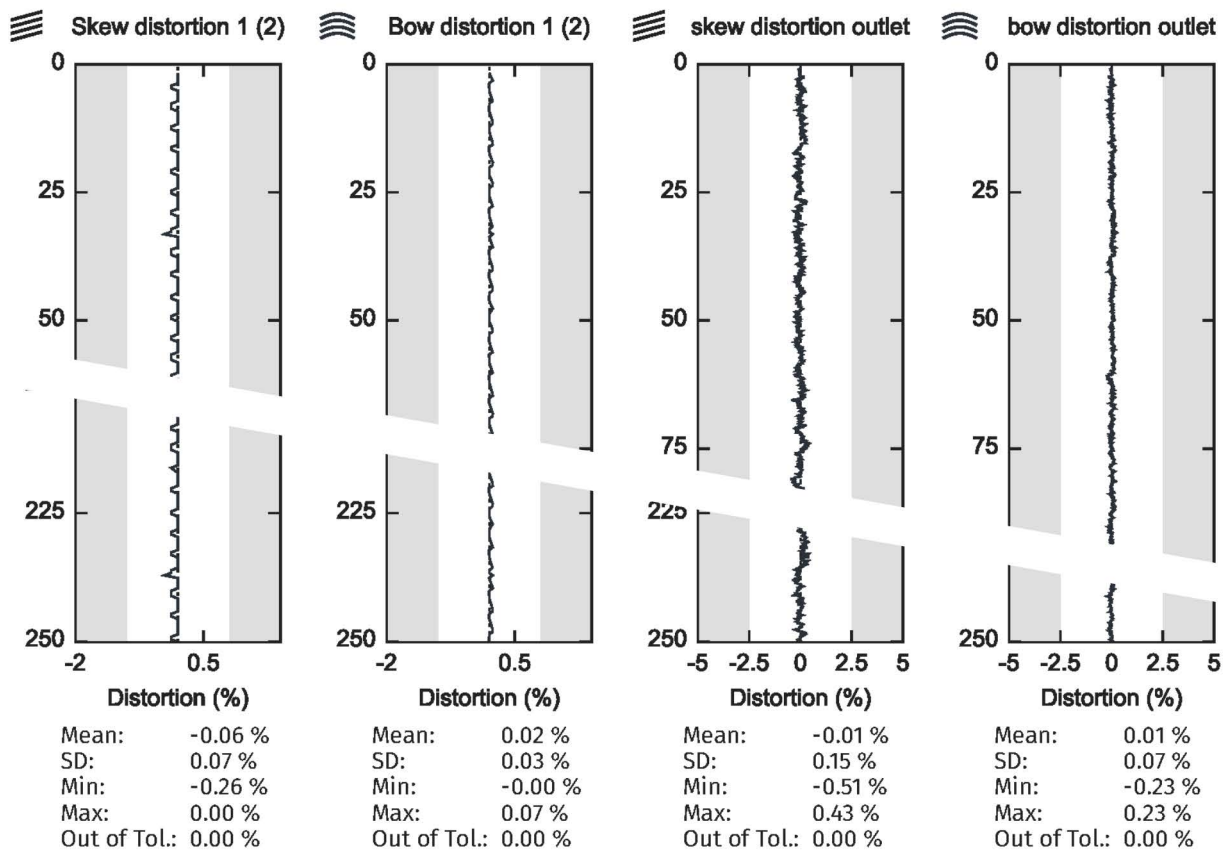 Skew distortion 1 (2)
0
25
50
225
250
-2 0.5
Distortion (%)
Mean: -0.06 %
SD: 0.07 %
Min: -0.26 %
Max: 0.00 %
Out of Tol.: 0.00 %
Bow distortion 1 (2)
0
25
50
225
250
-2 0.5
Distortion (%)
Mean: 0.02 %
SD: 0.03 %
Min: -0.00 %
Max: 0.07 %
Out of Tol.: 0.00 %
skew distortion outlet
0
25
50
75
225
250
-5 -2.5 0 2.5 5
Distortion (%)
Mean: -0.01 %
SD: 0.15 %
Min: -0.51 %
Max: 0.43 %
Out of Tol.: 0.00 %
bow distortion outlet
0
25
50
75
250
-5 -2.5 0 2.5 5
Distortion (%)
Mean: 0.01 %
SD: 0.07 %
Min: -0.23 %
Max: 0.23 %
Out of Tol.: 0.00 %